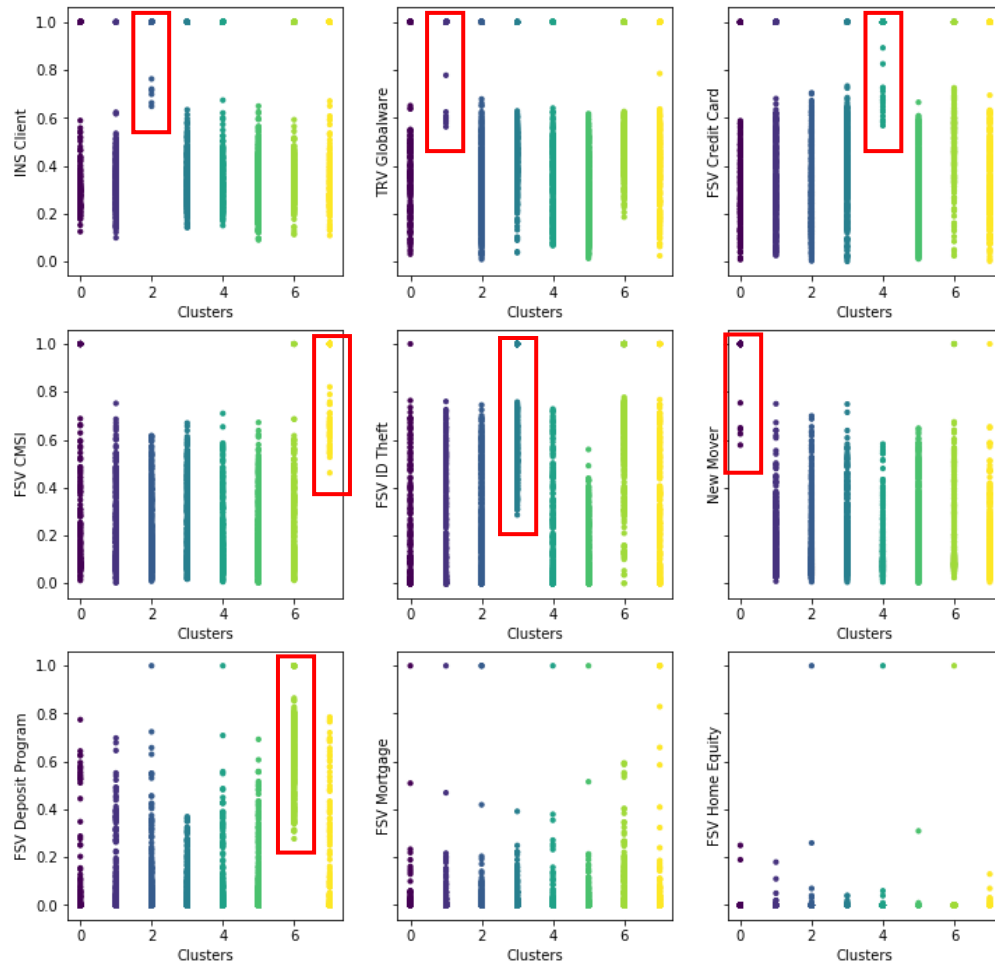 INS Client
1.0
0.8
0.6
0.4
0.2
0.0
0 2 4 6
Clusters
TRV Globalware
0 2 4 6
Clusters
FSV Credit Card
0 2 4 6
Clusters
FSV CMSI
1.0
0.8
0.6
0.4
0.2
0.0
0 2 4 6
Clusters
FSV ID Theft
0 2 4 6
Clusters
New Mover
0 2 4 6
Clusters
FSV Deposit Program
1.0
0.8
0.6
0.4
0.2
0.0
0 2 4 6
Clusters
FSV Mortgage
0 2 4 6
Clusters
FSV Home Equity
0 2 4 6
Clusters